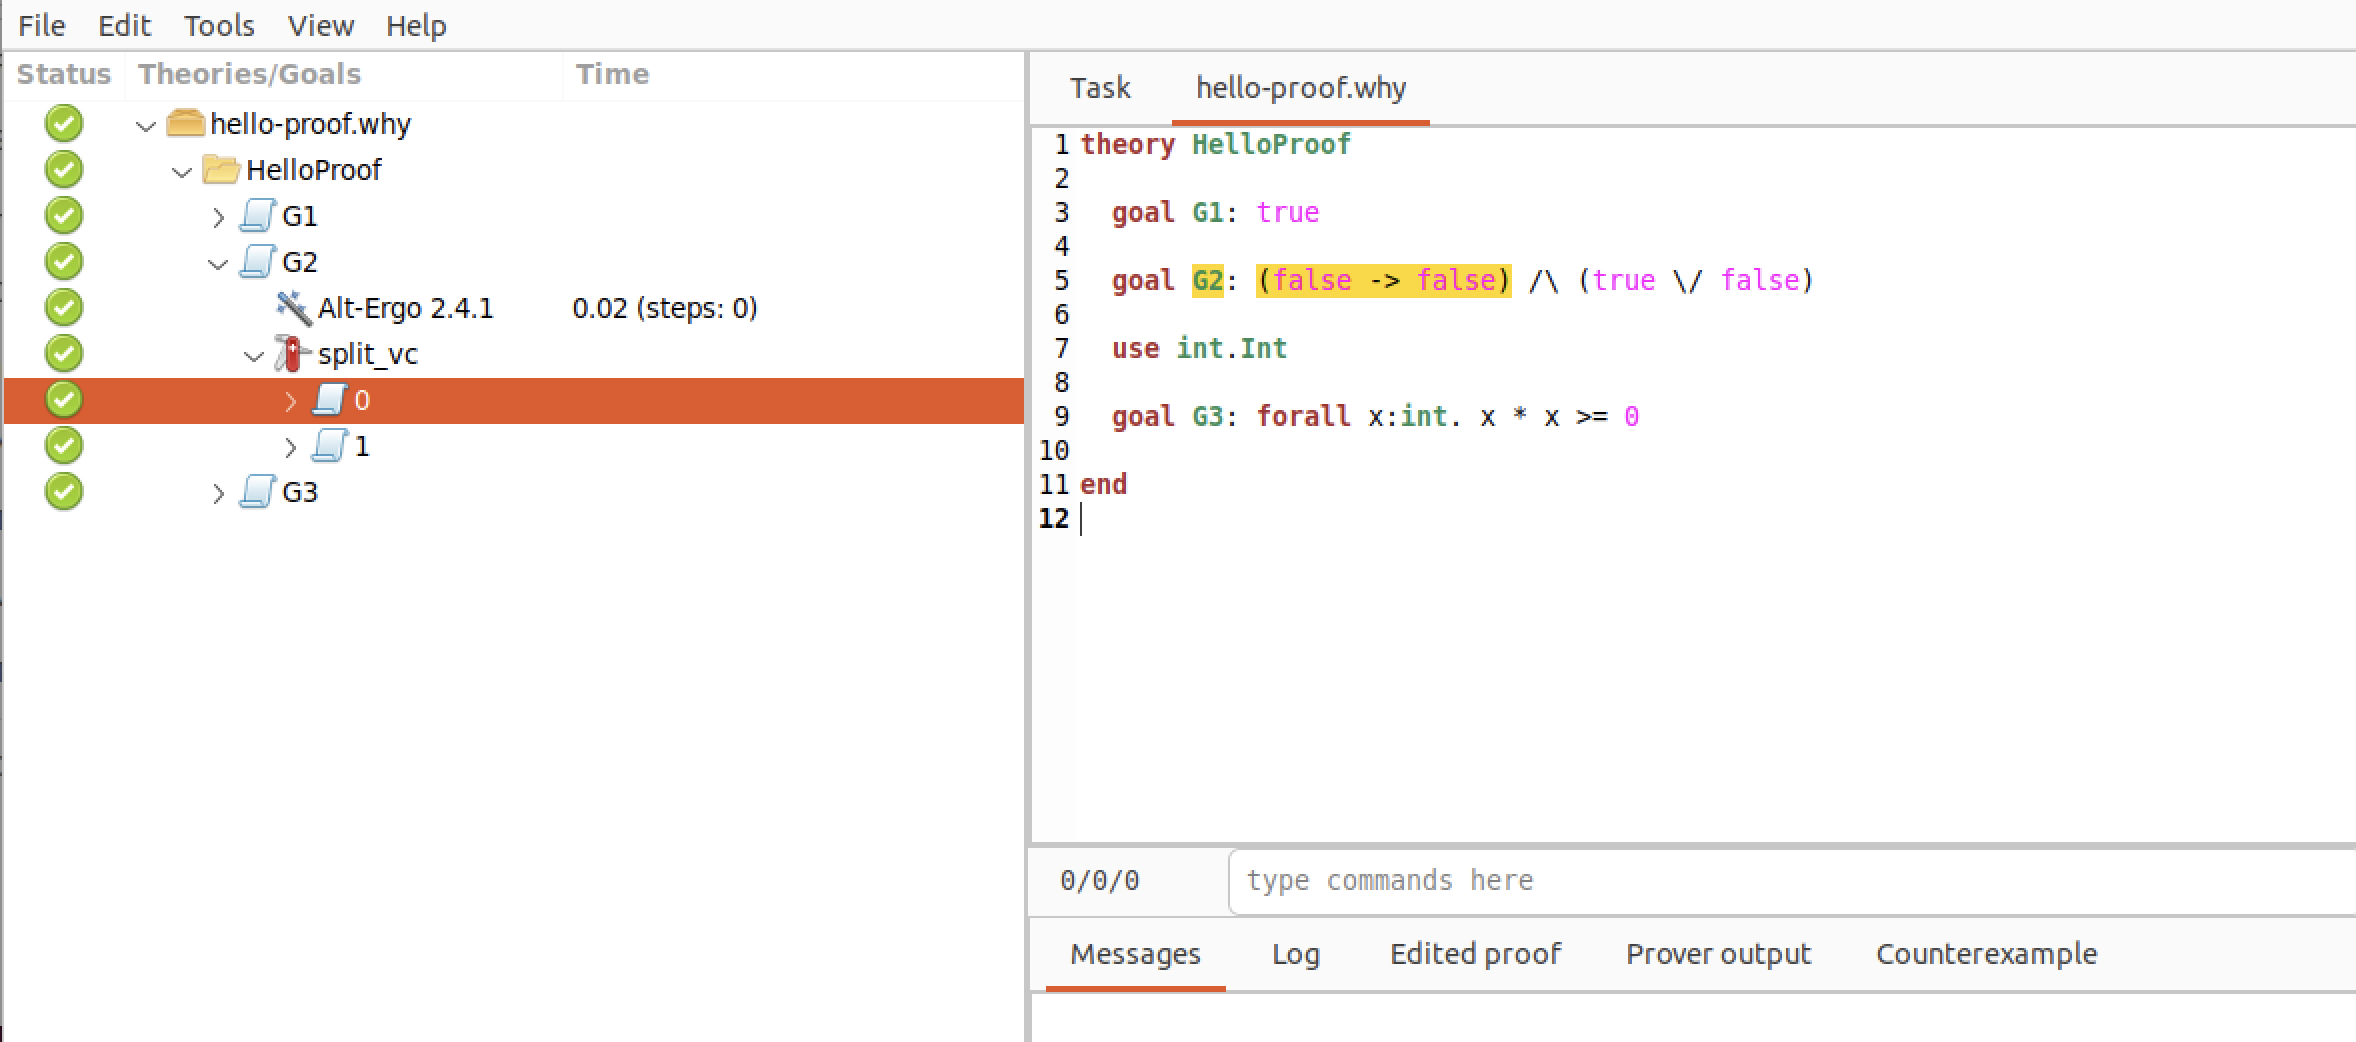 File Edit Tools View Help
Status Theories/Goals Time
hello-proof.why
HelloProof
G1
G2
Alt-Ergo 2.4.1 0.02 (steps: 0)
split_vc
0
1
G3
Task hello-proof.why
1 theory HelloProof
2
3 goal G1: true
4
5 goal G2: (false -> false) /\ (true \/ false)
6
7 use int.Int
8
9 goal G3: forall x:int. x * x >= 0
10
11 end
12
0/0/0 type commands here
Messages Log Edited proof Prover output Counterexample